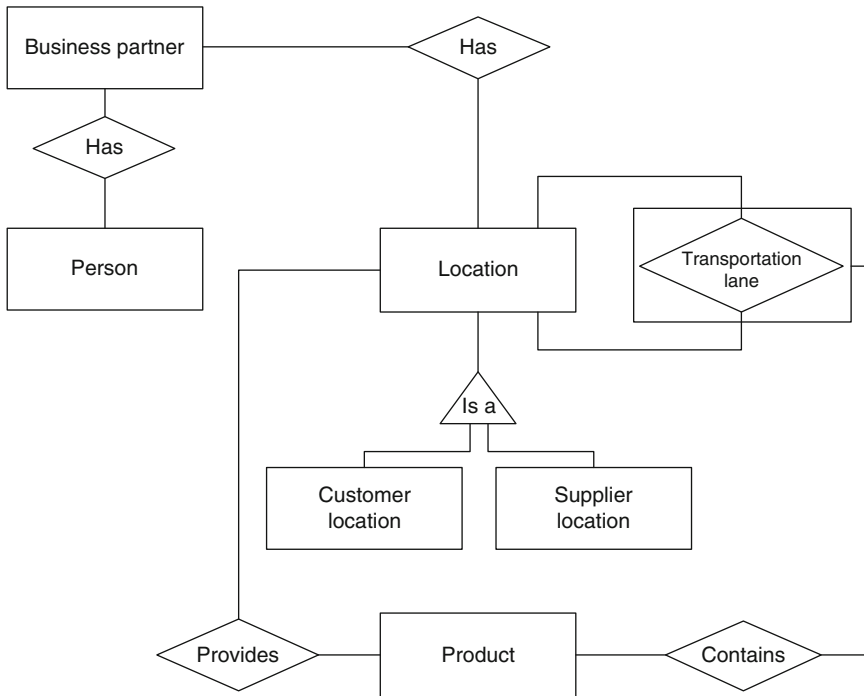 Business partner
Has
Has
Person
Location
Transportation
lane
Is a
Customer
location
Supplier
location
Provides
Product
Contains